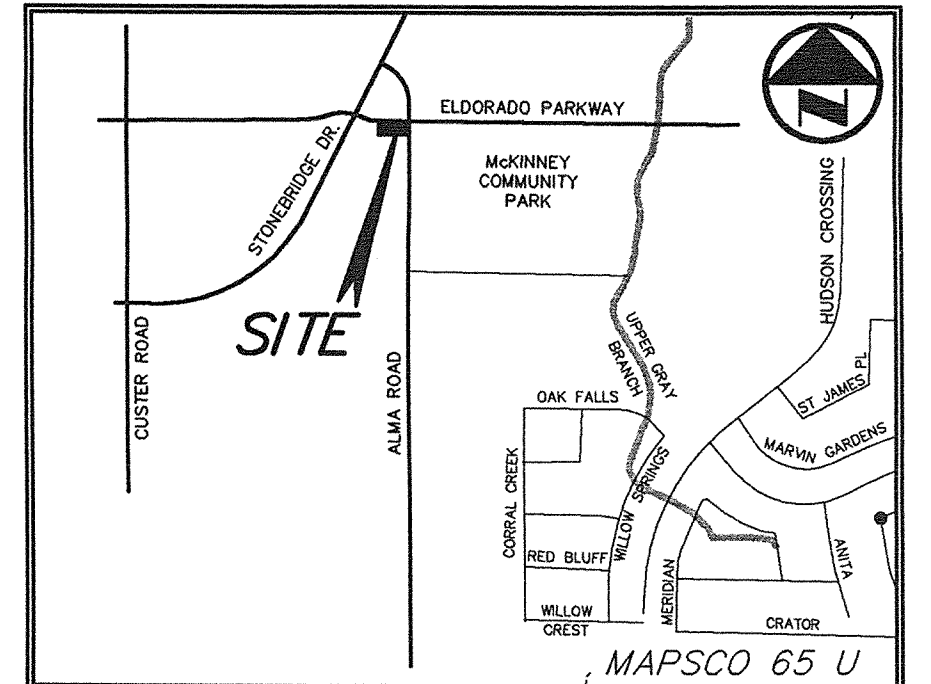 ELDORADO PARKWAY
McKINNEY
COMMUNITY
PARK
STONEBRIDGE DR.
HUDSON CROSSING
SITE
CUSTER ROAD
ALMA ROAD
UPPER GRAY
BRANCH
ST JAMES PL
OAK FALLS
MARVIN GARDENS
CORRAL CREEK
WILLOW SPRINGS
RED BLUFF
MERIDIAN
ANITA
WILLOW
CREST
CRATOR
MAPSCO 65 U
N